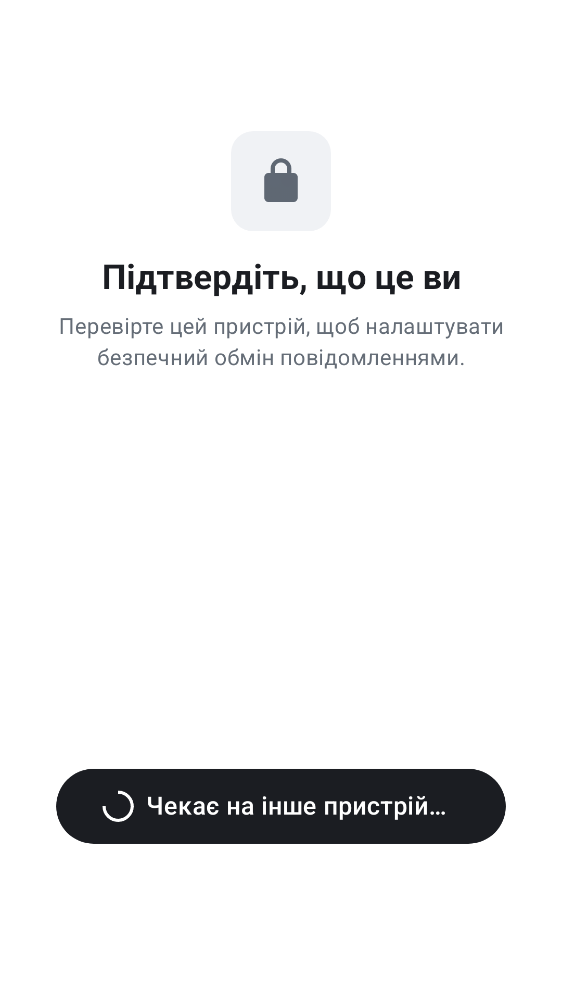 Підтвердіть, що це ви
Перевірте цей пристрій, щоб налаштувати
безпечний обмін повідомленнями.
Чекає на інше пристрій…